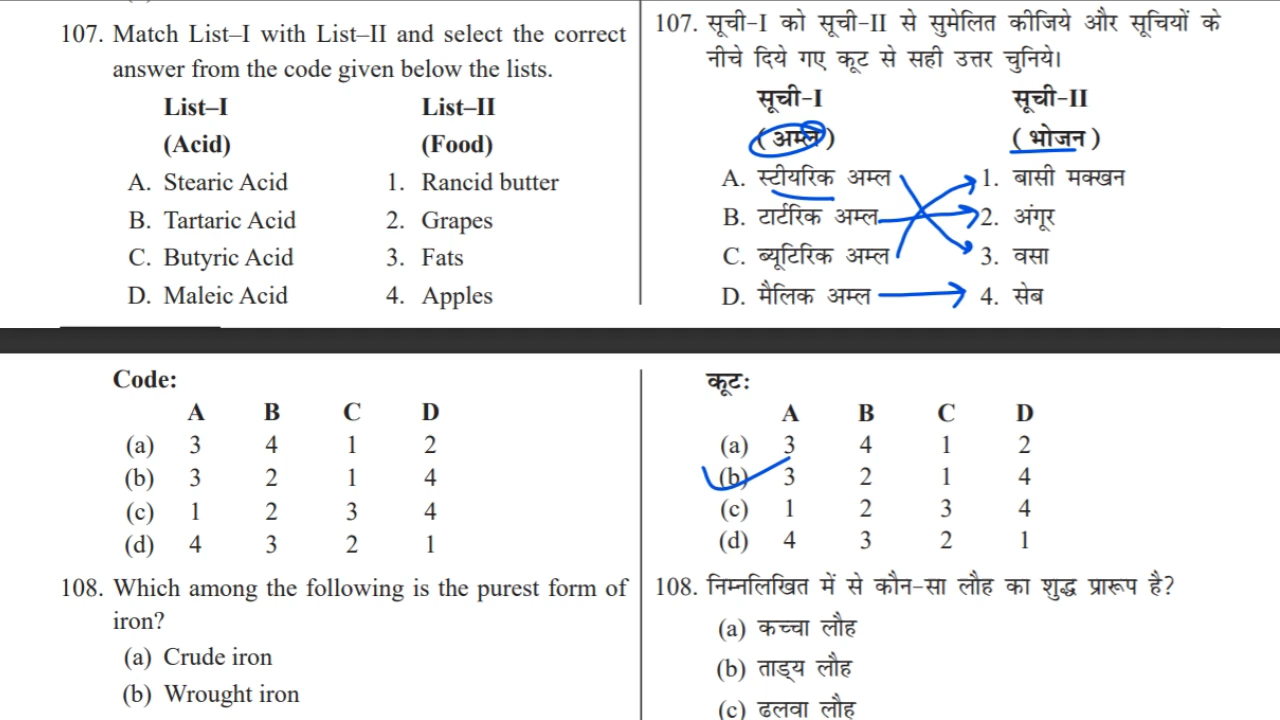 107. Match List–I with List–II and select the correct
answer from the code given below the lists.
List–I List–II
(Acid) (Food)
A. Stearic Acid 1. Rancid butter
B. Tartaric Acid 2. Grapes
C. Butyric Acid 3. Fats
D. Maleic Acid 4. Apples
Code:
A B C D
(a) 3 4 1 2
(b) 3 2 1 4
(c) 1 2 3 4
(d) 4 3 2 1
108. Which among the following is the purest form of
iron?
(a) Crude iron
(b) Wrought iron
107. सूची-I को सूची-II से सुमेलित कीजिये और सूचियों के
नीचे दिये गए कूट से सही उत्तर चुनिये।
सूची-I सूची-II
(अम्ल) (भोजन)
A. स्टीयरिक अम्ल 1. बासी मक्खन
B. टार्टरिक अम्ल 2. अंगूर
C. ब्यूटिरिक अम्ल 3. वसा
D. मैलिक अम्ल 4. सेब
कूटः
A B C D
(a) 3 4 1 2
(b) 3 2 1 4
(c) 1 2 3 4
(d) 4 3 2 1
108. निम्नलिखित में से कौन-सा लौह का शुद्ध प्रारूप है?
(a) कच्चा लौह
(b) ताड्य लौह
(c) ढलवा लौह